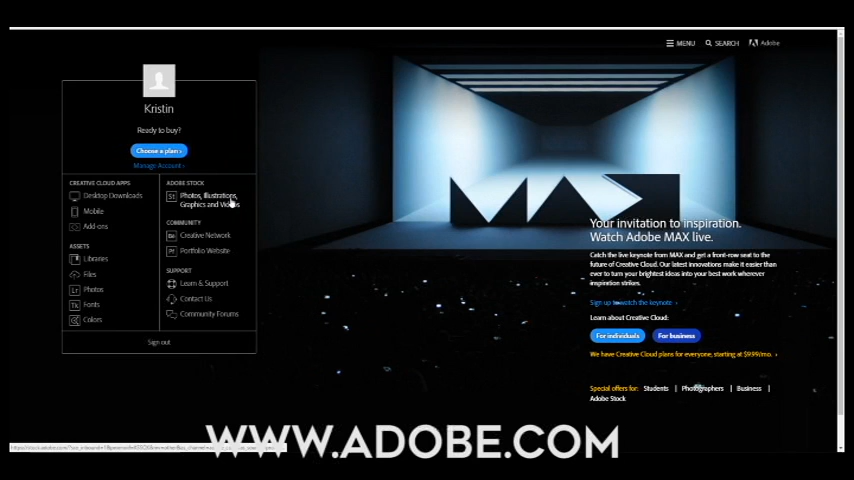 MENU
SEARCH
Adobe
Kristin
Ready to buy?
Choose a plan ›
Manage Account ›
CREATIVE CLOUD APPS
Desktop Downloads
Mobile
Add-ons
ASSETS
Libraries
Files
Lr Photos
Tk Fonts
Colors
ADOBE STOCK
St Photos, Illustrations,
Graphics and Videos
COMMUNITY
Bē Creative Network
Portfolio Website
SUPPORT
Learn & Support
Contact Us
Community Forums
Sign out
MAX
Your invitation to inspiration.
Watch Adobe MAX live.
Catch the live keynote from MAX and get a front-row seat to the
future of Creative Cloud. Our latest innovations make it easier than
ever to turn your brightest ideas into your best work wherever
inspiration strikes.
Sign up to watch the keynote ›
Learn about Creative Cloud:
For individuals
For business
We have Creative Cloud plans for everyone, starting at $9.99/mo. ›
Special offers for: Students | Photographers | Business |
Adobe Stock
WWW.ADOBE.COM